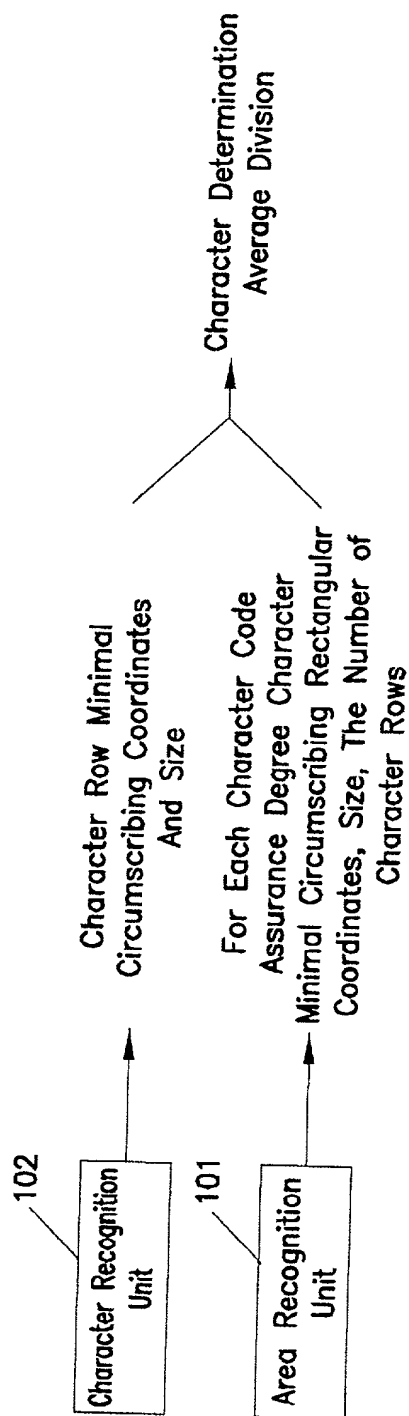 102
Character Recognition
Unit
Character Row Minimal
Circumscribing Coordinates
And Size
101
Area Recognition
Unit
For Each Character Code
Assurance Degree Character
Minimal Circumscribing Rectangular
Coordinates, Size, The Number of
Character Rows
Character Determination
Average Division